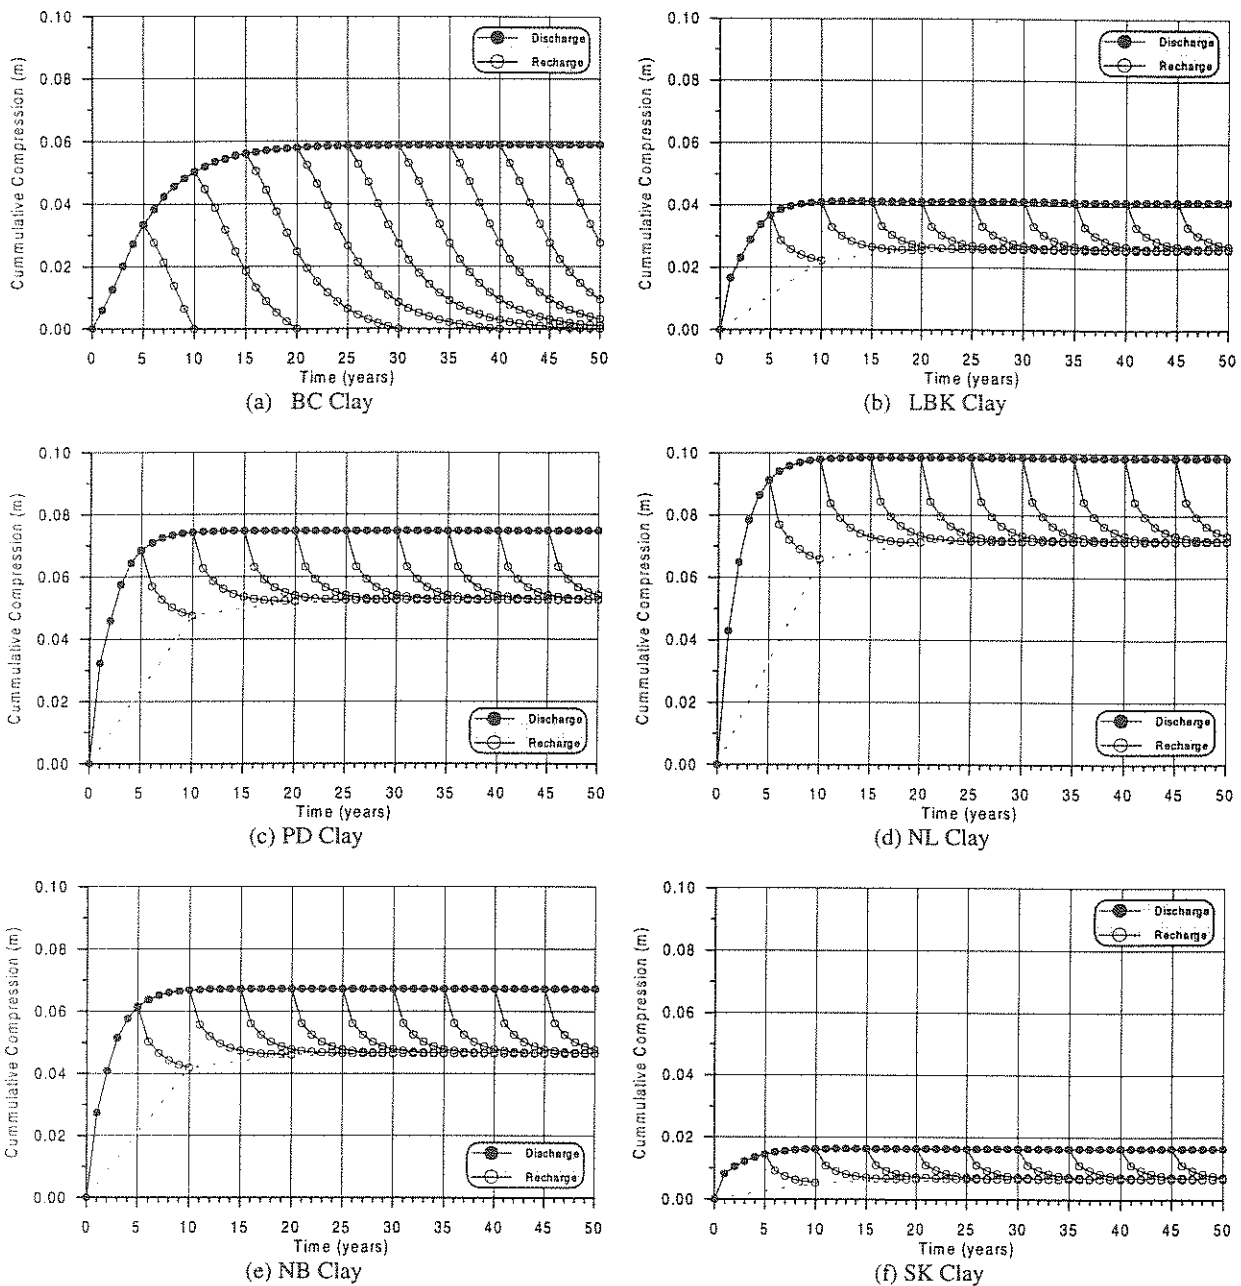 Cummulative Compression (m)
0.10
0.08
0.06
0.04
0.02
0.00
Discharge
Recharge
0 5 10 15 20 25 30 35 40 45 50
Time (years)
(a) BC Clay
Cummulative Compression (m)
0.10
0.08
0.06
0.04
0.02
0.00
Discharge
Recharge
0 5 10 15 20 25 30 35 40 45 50
Time (years)
(b) LBK Clay
Cummulative Compression (m)
0.10
0.08
0.06
0.04
0.02
0.00
Discharge
Recharge
0 5 10 15 20 25 30 35 40 45 50
Time (years)
(c) PD Clay
Cummulative Compression (m)
0.10
0.08
0.06
0.04
0.02
0.00
Discharge
Recharge
0 5 10 15 20 25 30 35 40 45 50
Time (years)
(d) NL Clay
Cummulative Compression (m)
0.10
0.08
0.06
0.04
0.02
0.00
Discharge
Recharge
0 5 10 15 20 25 30 35 40 45 50
Time (years)
(e) NB Clay
Cummulative Compression (m)
0.10
0.08
0.06
0.04
0.02
0.00
Discharge
Recharge
0 5 10 15 20 25 30 35 40 45 50
Time (years)
(f) SK Clay